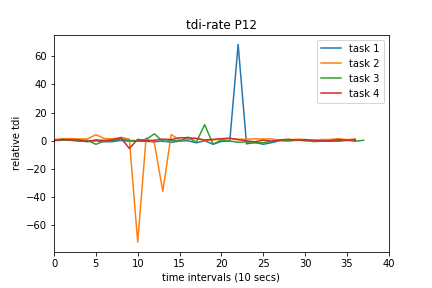 tdi-rate P12
task 1
task 2
task 3
task 4
relative tdi
60
40
20
0
−20
−40
−60
0 5 10 15 20 25 30 35 40
time intervals (10 secs)